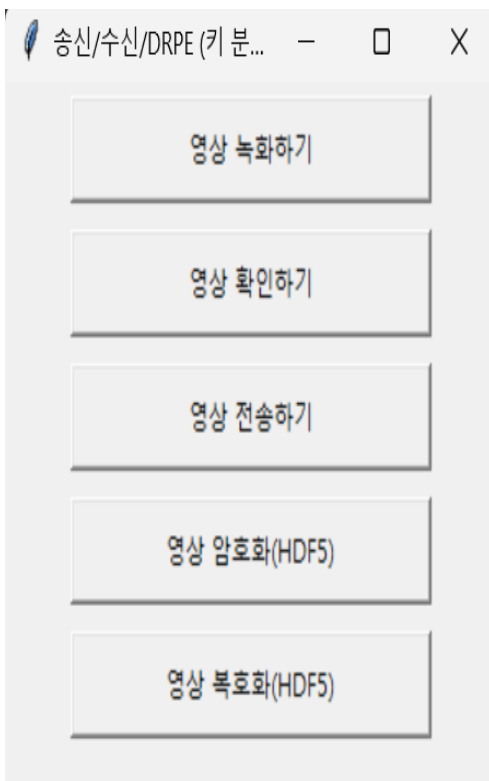 송신/수신/DRPE (키 분...
영상 녹화하기
영상 확인하기
영상 전송하기
영상 암호화(HDF5)
영상 복호화(HDF5)